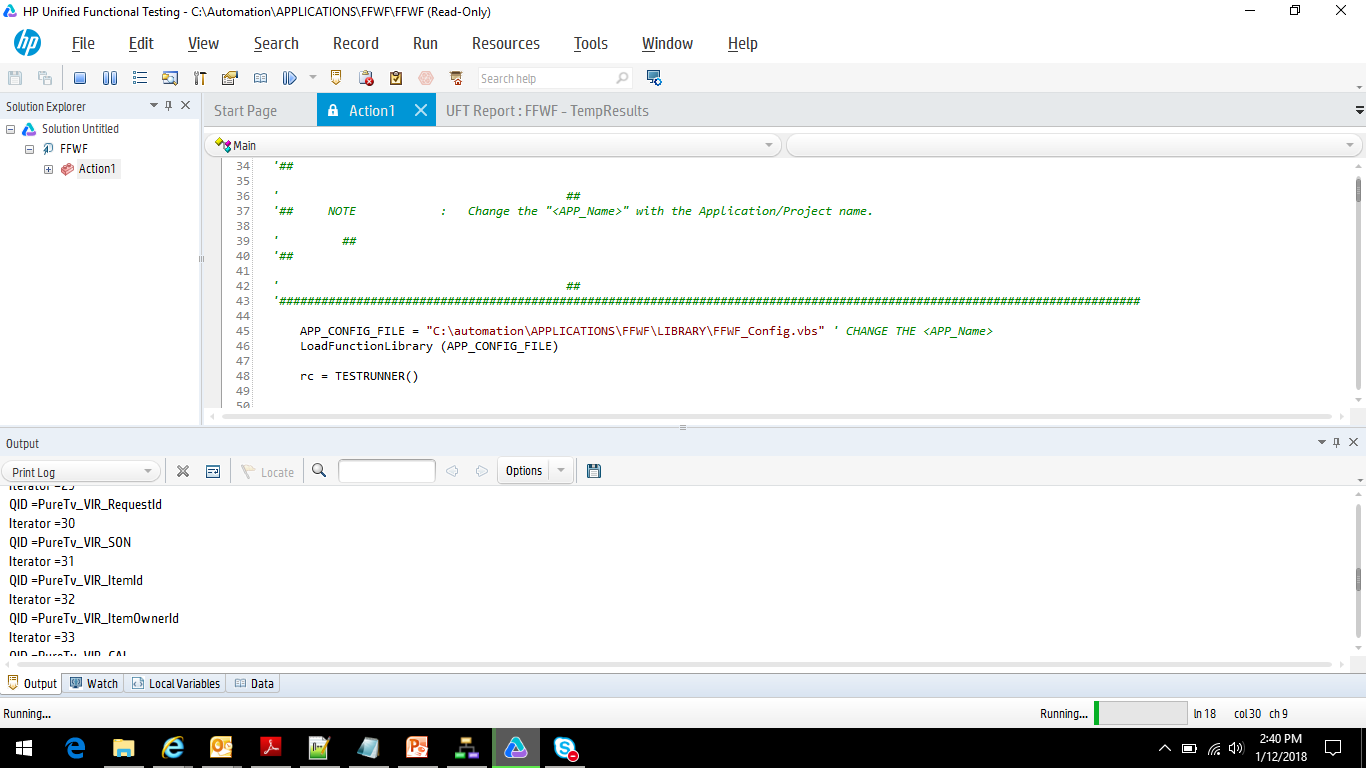 HP Unified Functional Testing - C:\Automation\APPLICATIONS\FFWF\FFWF (Read-Only)
hp
File Edit View Search Record Run Resources Tools Window Help
Search help
Solution Explorer
Start Page Action1 UFT Report : FFWF - TempResults
Solution Untitled
FFWF
Action1
Main
34 '##
35
36 ' ##
37 '## NOTE : Change the "<APP_Name>" with the Application/Project name.
38
39 ' ##
40 '##
41
42 ' ##
43 '###########################################################################################################################
44
45 APP_CONFIG_FILE = "C:\automation\APPLICATIONS\FFWF\LIBRARY\FFWF_Config.vbs" ' CHANGE THE <APP_Name>
46 LoadFunctionLibrary (APP_CONFIG_FILE)
47
48 rc = TESTRUNNER()
49
50
Output
Print Log Locate Options
Iterator =29
QID =PureTv_VIR_RequestId
Iterator =30
QID =PureTv_VIR_SON
Iterator =31
QID =PureTv_VIR_ItemId
Iterator =32
QID =PureTv_VIR_ItemOwnerId
Iterator =33
QID =PureTv_VIR_CAI
Output Watch Local Variables Data
Running... Running... ln 18 col 30 ch 9
2:40 PM
1/12/2018